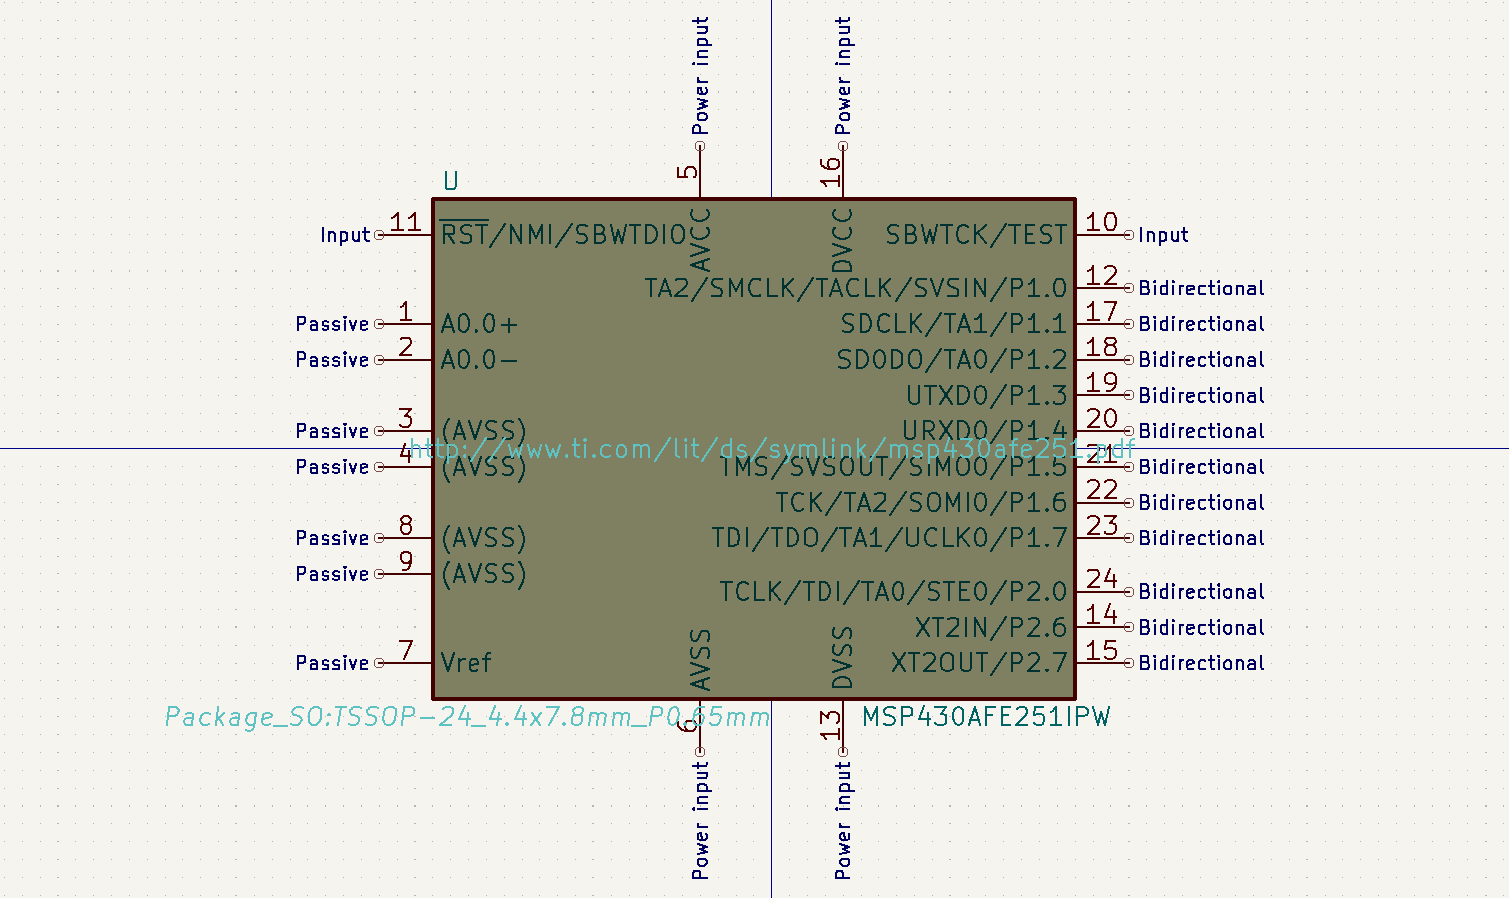 Power input
Power input
5
16
U
AVCC
DVCC
Input
11
RST/NMI/SBWTDIO
SBWTCK/TEST
10
Input
TA2/SMCLK/TACLK/SVSIN/P1.0
12
Bidirectional
Passive
1
A0.0+
SDCLK/TA1/P1.1
17
Bidirectional
Passive
2
A0.0-
SD0DO/TA0/P1.2
18
Bidirectional
UTXD0/P1.3
19
Bidirectional
Passive
3
(AVSS)
URXD0/P1.4
20
Bidirectional
http://www.ti.com/lit/ds/symlink/msp430afe251.pdf
Passive
4
(AVSS)
TMS/SVSOUT/SiMO0/P1.5
21
Bidirectional
TCK/TA2/SOMI0/P1.6
22
Bidirectional
Passive
8
(AVSS)
TDI/TDO/TA1/UCLK0/P1.7
23
Bidirectional
Passive
9
(AVSS)
TCLK/TDI/TA0/STE0/P2.0
24
Bidirectional
XT2IN/P2.6
14
Bidirectional
Passive
7
Vref
XT2OUT/P2.7
15
Bidirectional
AVSS
DVSS
Package_SO:TSSOP-24_4.4x7.8mm_P0.65mm
MSP430AFE251IPW
6
13
Power input
Power input